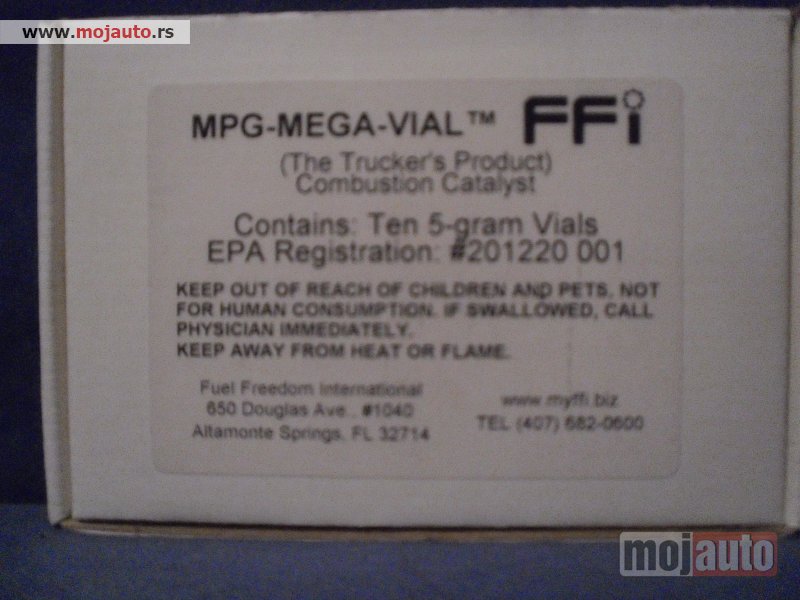 www.mojauto.rs
MPG-MEGA-VIAL™ FFi
(The Trucker's Product)
Combustion Catalyst
Contains: Ten 5-gram Vials
EPA Registration: #201220 001
KEEP OUT OF REACH OF CHILDREN AND PETS, NOT
FOR HUMAN CONSUMPTION. IF SWALLOWED, CALL
PHYSICIAN IMMEDIATELY.
KEEP AWAY FROM HEAT OR FLAME.
Fuel Freedom International
650 Douglas Ave., #1040
Altamonte Springs, FL 32714
www.myffi.biz
TEL (407) 682-0600
mojauto